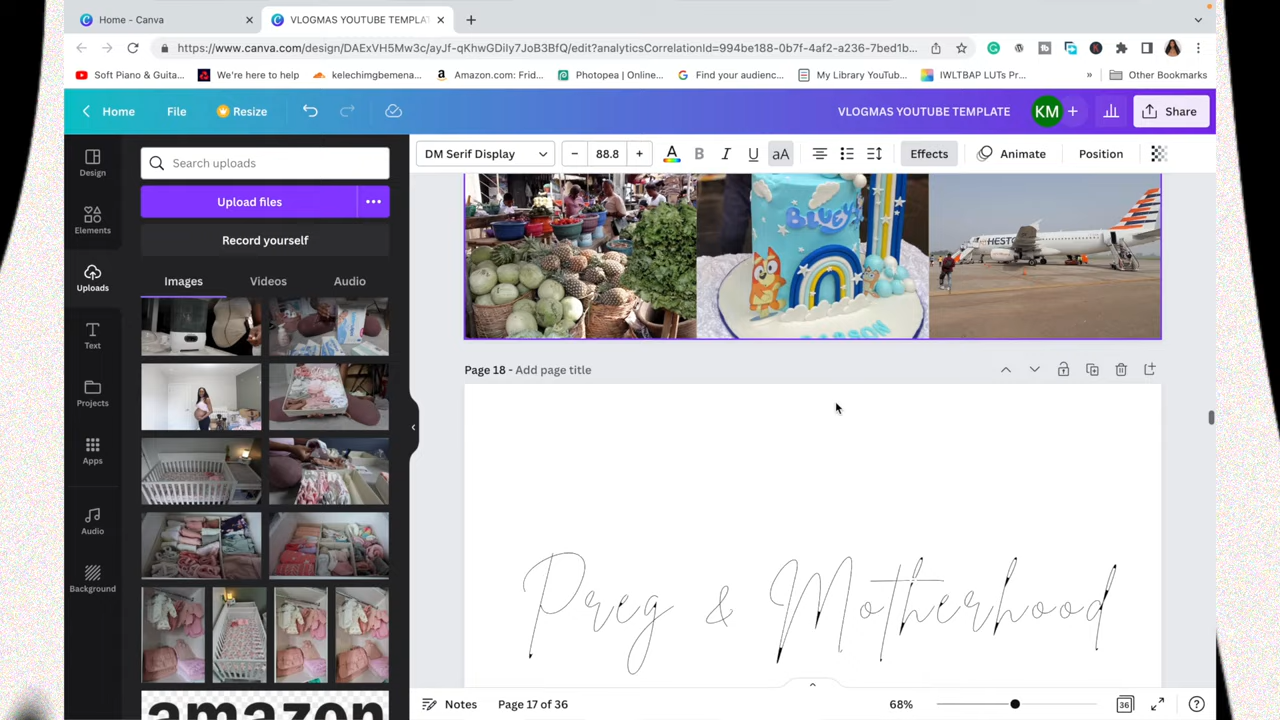 Home - Canva
VLOGMAS YOUTUBE TEMPLA
https://www.canva.com/design/DAExVH5Mw3c/ayJf-qKhwGDily7JoB3BfQ/edit?analyticsCorrelationId=994be188-0b7f-4af2-a236-7bed1b...
Soft Piano & Guita...
We're here to help
kelechimgbemena...
Amazon.com: Frid...
Photopea | Online...
Find your audienc...
My Library YouTub...
IWLTBAP LUTs Pr...
»
Other Bookmarks
Home
File
Resize
VLOGMAS YOUTUBE TEMPLATE
KM
Share
Design
Elements
Uploads
Text
Projects
Apps
Audio
Background
Search uploads
Upload files
Record yourself
Images
Videos
Audio
amazon
DM Serif Display
88.8
A
B
I
U
aA
Effects
Animate
Position
BLUEY
Page 18 - Add page title
Preg & Motherhood
Notes
Page 17 of 36
68%
36